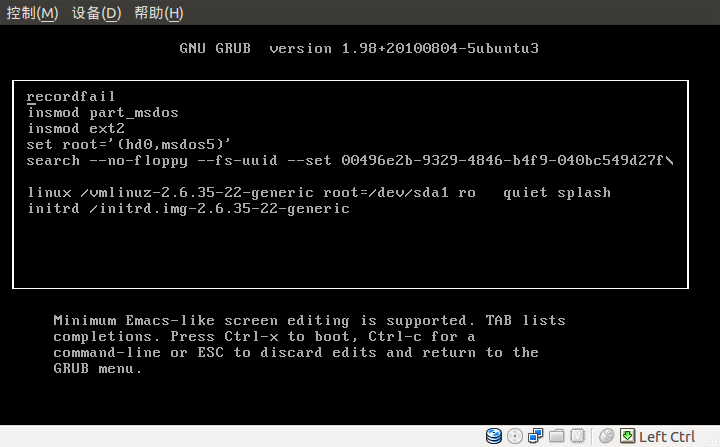 控制(M) 设备(D) 帮助(H)
GNU GRUB version 1.98+20100804-5ubuntu3
recordfail
insmod part_msdos
insmod ext2
set root='(hd0,msdos5)'
search --no-floppy --fs-uuid --set 00496e2b-9329-4846-b4f9-040bc549d27f\
linux /vmlinuz-2.6.35-22-generic root=/dev/sda1 ro   quiet splash
initrd /initrd.img-2.6.35-22-generic
Minimum Emacs-like screen editing is supported. TAB lists
completions. Press Ctrl-x to boot, Ctrl-c for a
command-line or ESC to discard edits and return to the
GRUB menu.
Left Ctrl